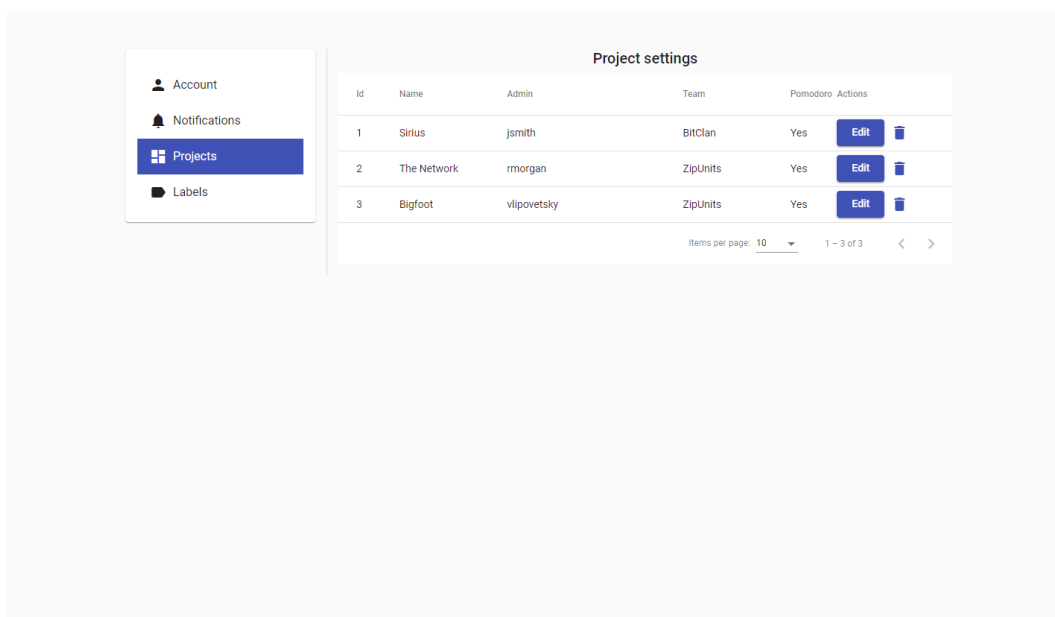 Project settings
Account
Notifications
Projects
Labels
Id Name Admin Team Pomodoro Actions
1 Sirius jsmith BitClan Yes Edit
2 The Network rmorgan ZipUnits Yes Edit
3 Bigfoot vlipovetsky ZipUnits Yes Edit
Items per page: 10 1 – 3 of 3